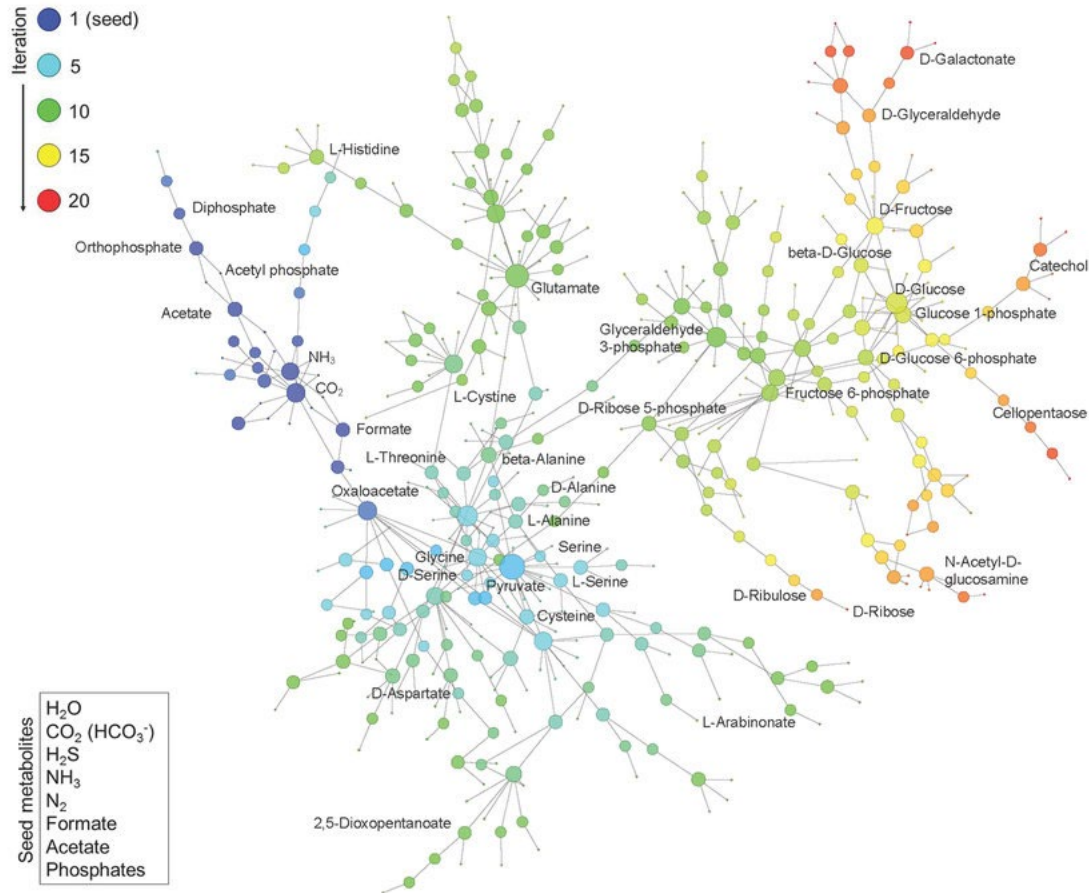 Iteration
1 (seed)
5
10
15
20
D-Galactonate
D-Glyceraldehyde
L-Histidine
Diphosphate
D-Fructose
Orthophosphate
beta-D-Glucose
Catechol
Acetyl phosphate
Glutamate
D-Glucose
Acetate
Glucose 1-phosphate
Glyceraldehyde
3-phosphate
NH₃
D-Glucose 6-phosphate
CO₂
L-Cystine
Fructose 6-phosphate
D-Ribose 5-phosphate
Cellopentaose
Formate
L-Threonine
beta-Alanine
Oxaloacetate
D-Alanine
L-Alanine
Serine
Glycine
N-Acetyl-D-
glucosamine
D-Serine
Pyruvate
L-Serine
D-Ribulose
D-Ribose
Cysteine
D-Aspartate
L-Arabinonate
2,5-Dioxopentanoate
Seed metabolites
H₂O
CO₂ (HCO₃⁻)
H₂S
NH₃
N₂
Formate
Acetate
Phosphates